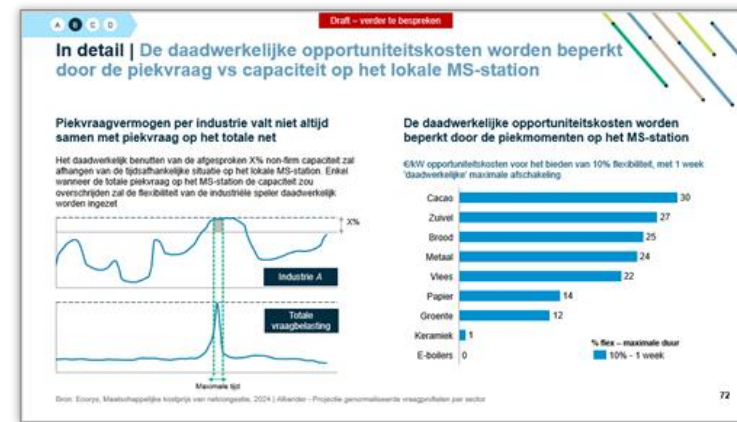 A B C D
Draft – verder te bespreken
In detail | De daadwerkelijke opportuniteitskosten worden beperkt
door de piekvraag vs capaciteit op het lokale MS-station
Piekvraagvermogen per industrie valt niet altijd
samen met piekvraag op het totale net
Het daadwerkelijk benutten van de afgesproken X% non-firm capaciteit zal
afhangen van de tijdsafhankelijke situatie op het lokale MS-station. Enkel
wanneer de totale piekvraag op het MS-station de capaciteit zou
overschrijden zal de flexibiliteit van de industriële speler daadwerkelijk
worden ingezet
X%
Industrie A
Totale
vraagbelasting
Maximale tijd
De daadwerkelijke opportuniteitskosten worden
beperkt door de piekmomenten op het MS-station
€/kW opportuniteitskosten voor het bieden van 10% flexibiliteit, met 1 week
'daadwerkelijke' maximale afschakeling
Cacao 30
Zuivel 27
Brood 25
Metaal 24
Vlees 22
Papier 14
Groente 12
Keramiek 1
E-boilers 0
% flex – maximale duur
10% - 1 week
Bron: Ecorys, Maatschappelijke kostprijs van netcongestie, 2024 | Alliander - Projectie genormaliseerde vraagprofielen per sector
72